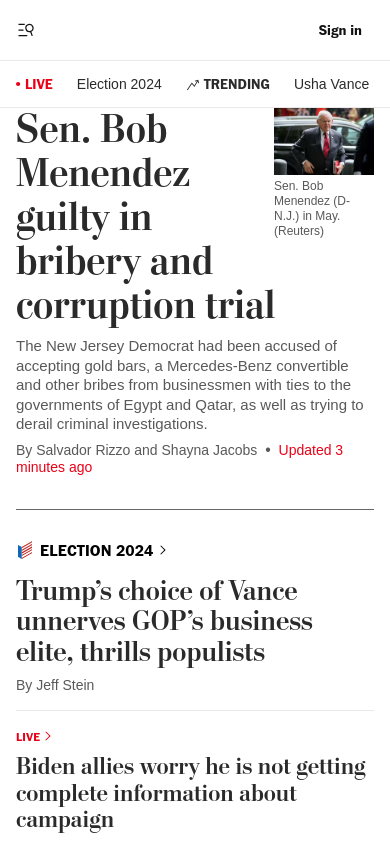 Sign in
LIVE
Election 2024
TRENDING
Usha Vance
Sen. Bob
Menendez
guilty in
bribery and
corruption trial
Sen. Bob
Menendez (D-
N.J.) in May.
(Reuters)
The New Jersey Democrat had been accused of
accepting gold bars, a Mercedes-Benz convertible
and other bribes from businessmen with ties to the
governments of Egypt and Qatar, as well as trying to
derail criminal investigations.
By Salvador Rizzo and Shayna Jacobs • Updated 3
minutes ago
ELECTION 2024
Trump’s choice of Vance
unnerves GOP’s business
elite, thrills populists
By Jeff Stein
LIVE
Biden allies worry he is not getting
complete information about
campaign